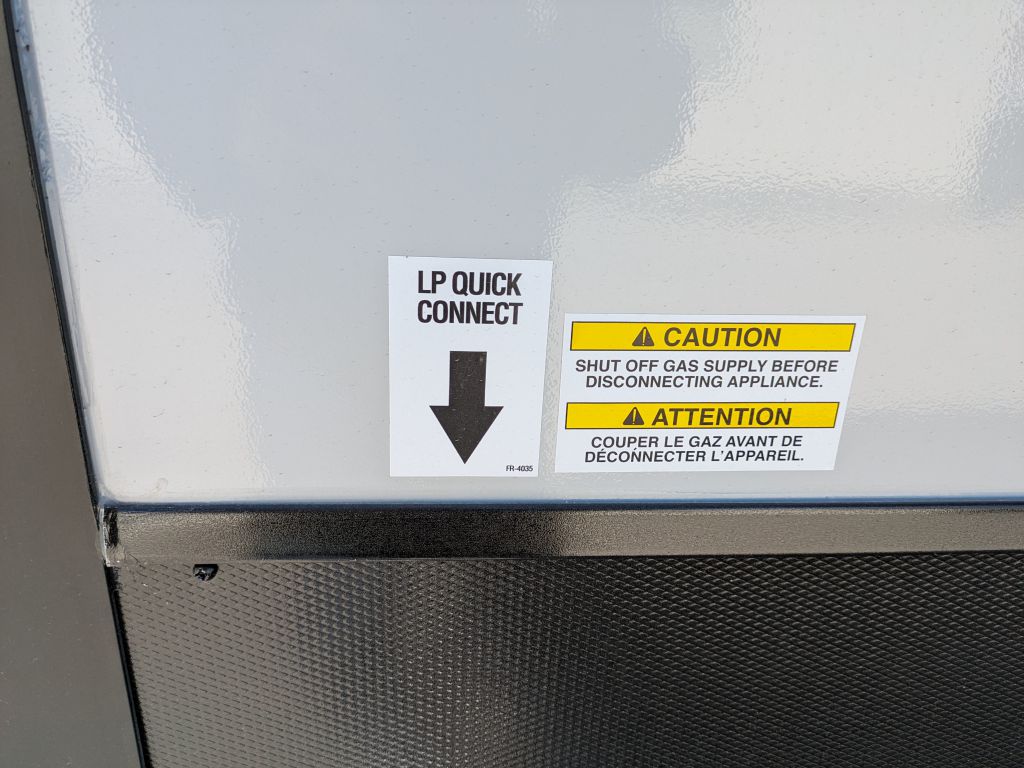 LP QUICK
CONNECT
FR-4035
⚠ CAUTION
SHUT OFF GAS SUPPLY BEFORE
DISCONNECTING APPLIANCE.
⚠ ATTENTION
COUPER LE GAZ AVANT DE
DÉCONNECTER L'APPAREIL.